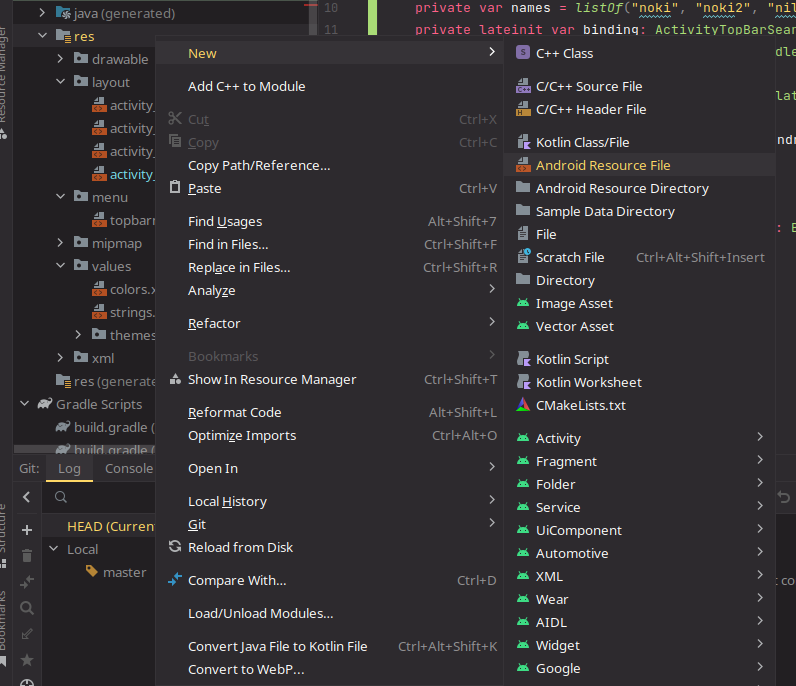 java (generated)
res
drawable
layout
activity_
activity_
activity_
activity_
menu
topbarr
mipmap
values
colors.x
strings.
themes
xml
res (generate
Gradle Scripts
build.gradle (
build.gradle (
Git:
Log
Console
HEAD (Current
Local
master
Resource Manager
Structure
Bookmarks
10
private var names = listOf("noki", "noki2", "nil
11
private lateinit var binding: ActivityTopBarSear
New
Add C++ to Module
Cut Ctrl+X
Copy Ctrl+C
Copy Path/Reference...
Paste Ctrl+V
Find Usages Alt+Shift+7
Find in Files... Ctrl+Shift+F
Replace in Files... Ctrl+Shift+R
Analyze
Refactor
Bookmarks
Show In Resource Manager Ctrl+Shift+T
Reformat Code Alt+Shift+L
Optimize Imports Ctrl+Alt+O
Open In
Local History
Git
Reload from Disk
Compare With... Ctrl+D
Load/Unload Modules...
Convert Java File to Kotlin File Ctrl+Alt+Shift+K
Convert to WebP...
C++ Class
C/C++ Source File
C/C++ Header File
Kotlin Class/File
Android Resource File
Android Resource Directory
Sample Data Directory
File
Scratch File Ctrl+Alt+Shift+Insert
Directory
Image Asset
Vector Asset
Kotlin Script
Kotlin Worksheet
CMakeLists.txt
Activity
Fragment
Folder
Service
UiComponent
Automotive
XML
Wear
AIDL
Widget
Google
dle
lat
ndr
: B
t co